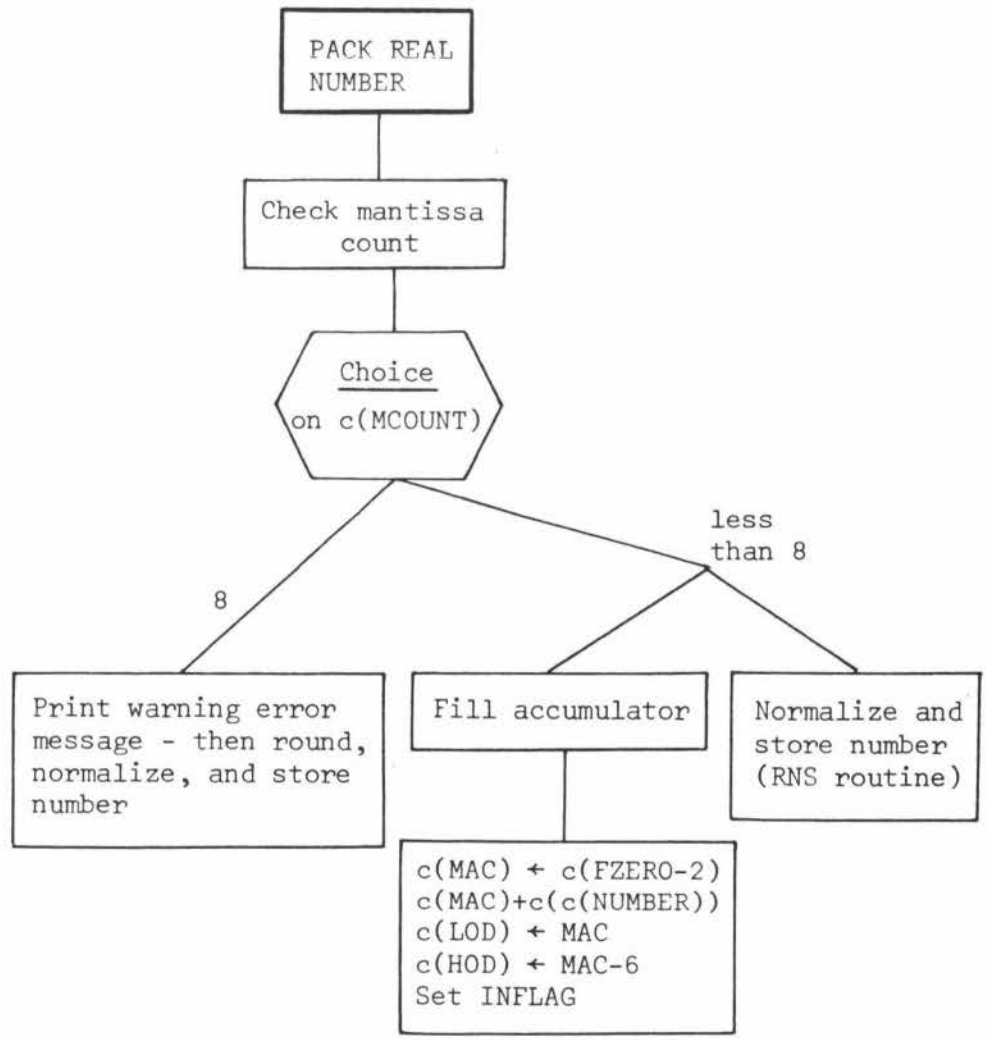 PACK REAL
NUMBER
Check mantissa
count
Choice
on c(MCOUNT)
less
than 8
8
Print warning error
message - then round,
normalize, and store
number
Fill accumulator
Normalize and
store number
(RNS routine)
c(MAC) ← c(FZERO-2)
c(MAC)+c(c(NUMBER))
c(LOD) ← MAC
c(HOD) ← MAC-6
Set INFLAG